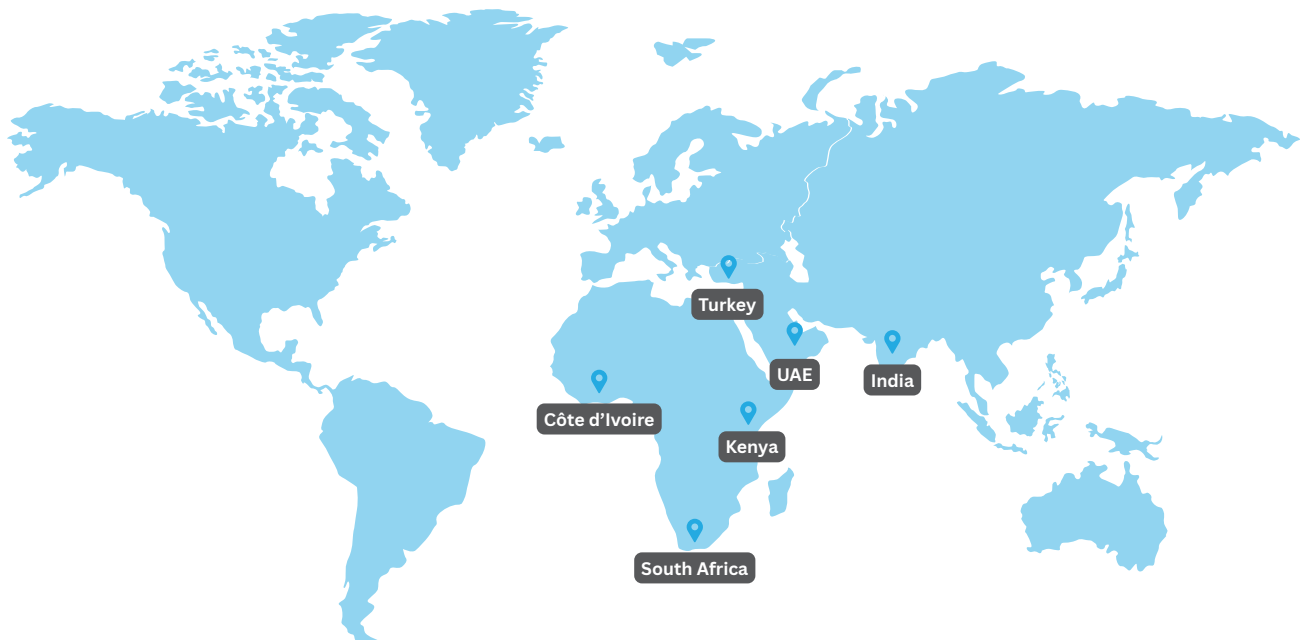 Turkey
UAE
India
Côte d’Ivoire
Kenya
South Africa